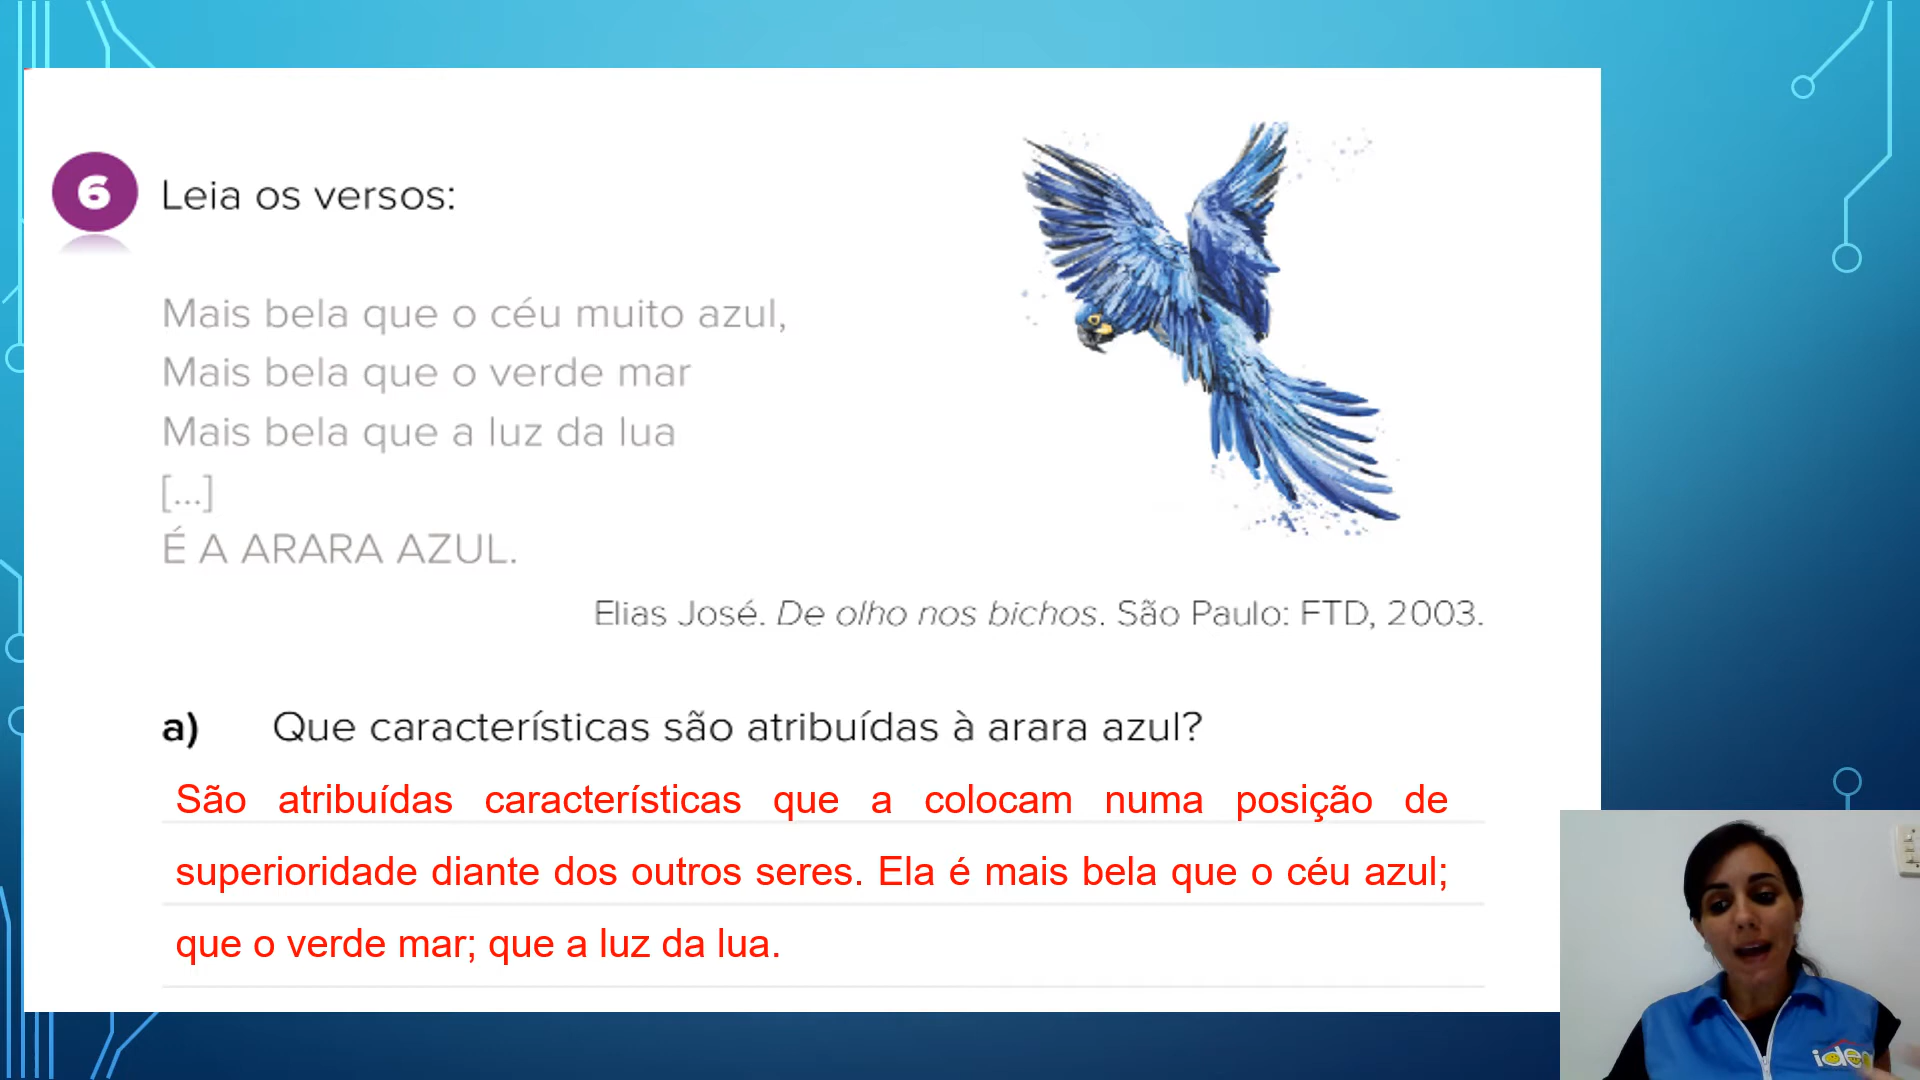 6 Leia os versos:
Mais bela que o céu muito azul,
Mais bela que o verde mar
Mais bela que a luz da lua
[...]
É A ARARA AZUL.
Elias José. De olho nos bichos. São Paulo: FTD, 2003.
a) Que características são atribuídas à arara azul?
São atribuídas características que a colocam numa posição de
superioridade diante dos outros seres. Ela é mais bela que o céu azul;
que o verde mar; que a luz da lua.